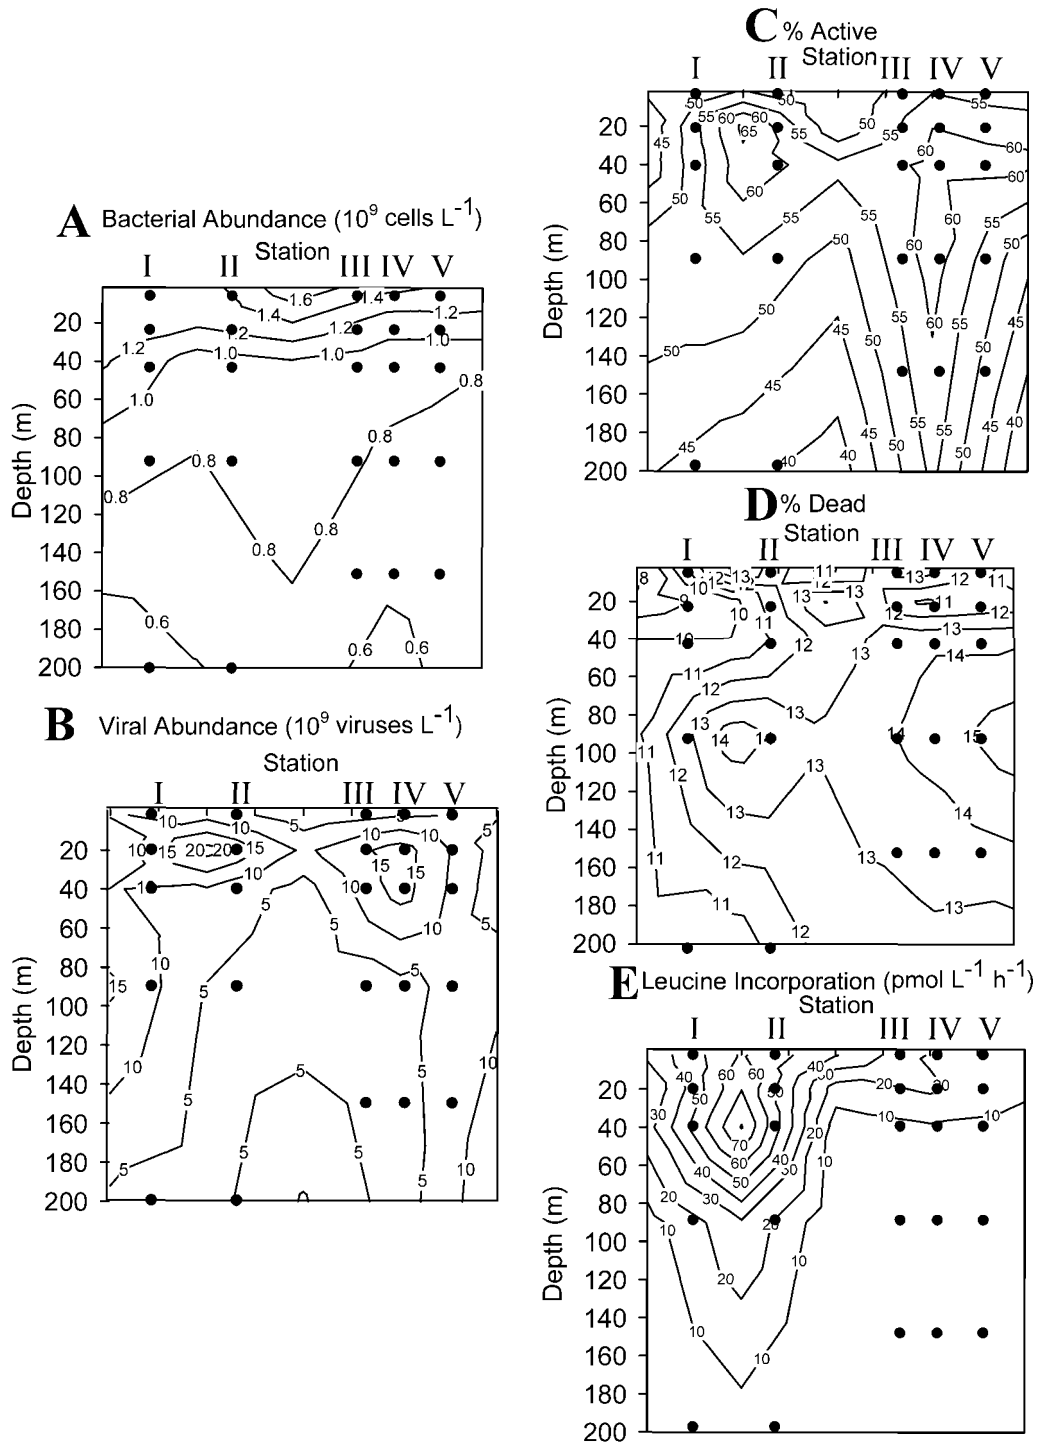 A Bacterial Abundance (10⁹ cells L⁻¹)
Station
I II III IV V
1.6 1.4
1.4
1.2 1.2 1.2 1.2
1.0 1.0 1.0
1.0
0.8
0.8
0.8 0.8
0.8 0.8
0.6
0.6 0.6
20
40
60
80
100
120
140
160
180
200
Depth (m)
B Viral Abundance (10⁹ viruses L⁻¹)
Station
I II III IV V
10 10 5 5
10 10 5
10 15 20 20 15
15 15
10 10
5 10 5
10 5
15 5
10 5 10
5 5
5 5 5 10
20
40
60
80
100
120
140
160
180
200
Depth (m)
C % Active
Station
I II III IV V
50 50 55
55 60 60 50
65 55 55
45 60 60
60 60
50
55 55 55 60 55
50 60 50
50 55 60 55 45
45
50 50 50
45
45 55 55 45 40
45 50 50
40 40
20
40
60
80
100
120
140
160
180
200
Depth (m)
D % Dead
Station
I II III IV V
8 12 13 11 13 12 11
10 13 13
9 10 11 12 11 12
10 12 13 13
11 14
12
13 13
14 14 15
11 12 12 13
13 14
11 12 13
11 13
12
20
40
60
80
100
120
140
160
180
200
Depth (m)
E Leucine Incorporation (pmol L⁻¹ h⁻¹)
Station
I II III IV V
40 60 60 40
50 20
30 10 10
70 20
60 40
40 50 10
20 30
10
20 10
10
10
20
40
60
80
100
120
140
160
180
200
Depth (m)